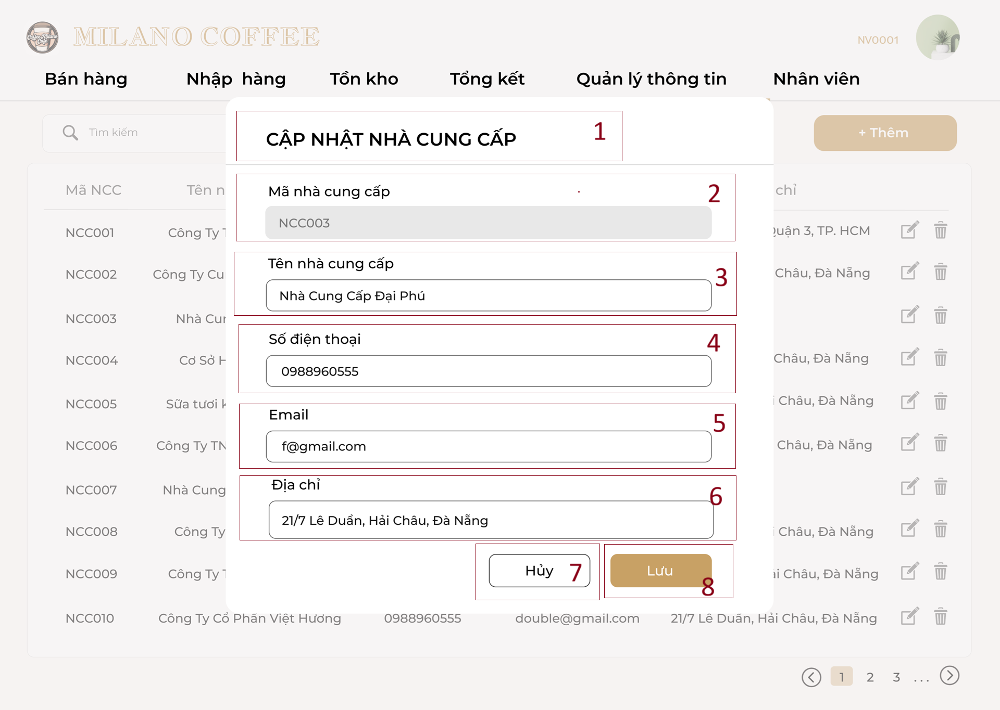 Coffee Milano
Cafe
MILANO COFFEE
NV0001
Bán hàng Nhập hàng Tồn kho Tổng kết Quản lý thông tin Nhân viên
Tìm kiếm
+ Thêm
CẬP NHẬT NHÀ CUNG CẤP 1
Mã NCC Tên n chỉ
Mã nhà cung cấp 2
NCC003
NCC001 Công Ty T Quận 3, TP. HCM
Tên nhà cung cấp 3
NCC002 Công Ty Cu Châu, Đà Nẵng
Nhà Cung Cấp Đại Phú
NCC003 Nhà Cun
Số điện thoại 4
NCC004 Cơ Sở H Châu, Đà Nẵng
0988960555
NCC005 Sữa tươi k i Châu, Đà Nẵng
Email 5
f@gmail.com
NCC006 Công Ty TN Châu, Đà Nẵng
Địa chỉ 6
NCC007 Nhà Cung
21/7 Lê Duẩn, Hải Châu, Đà Nẵng
NCC008 Công Ty i Châu, Đà Nẵng
Hủy 7 Lưu 8
NCC009 Công Ty T ải Châu, Đà Nẵng
NCC010 Công Ty Cổ Phần Việt Hương 0988960555 double@gmail.com 21/7 Lê Duẩn, Hải Châu, Đà Nẵng
1 2 3 ...